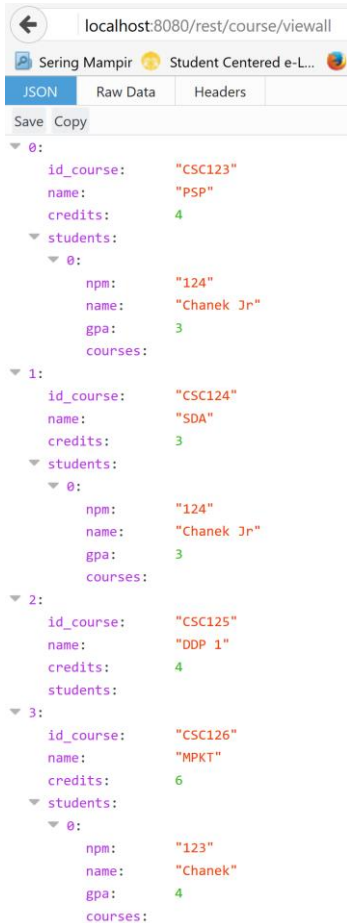 localhost:8080/rest/course/viewall
Sering Mampir Student Centered e-L...
JSON Raw Data Headers
Save Copy
0:
id_course: "CSC123"
name: "PSP"
credits: 4
students:
0:
npm: "124"
name: "Chanek Jr"
gpa: 3
courses:
1:
id_course: "CSC124"
name: "SDA"
credits: 3
students:
0:
npm: "124"
name: "Chanek Jr"
gpa: 3
courses:
2:
id_course: "CSC125"
name: "DDP 1"
credits: 4
students:
3:
id_course: "CSC126"
name: "MPKT"
credits: 6
students:
0:
npm: "123"
name: "Chanek"
gpa: 4
courses: